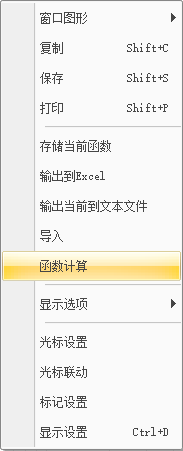 窗口图形
复制 Shift+C
保存 Shift+S
打印 Shift+P
存储当前函数
输出到Excel
输出当前到文本文件
导入
函数计算
显示选项
光标设置
光标联动
标记设置
显示设置 Ctrl+D